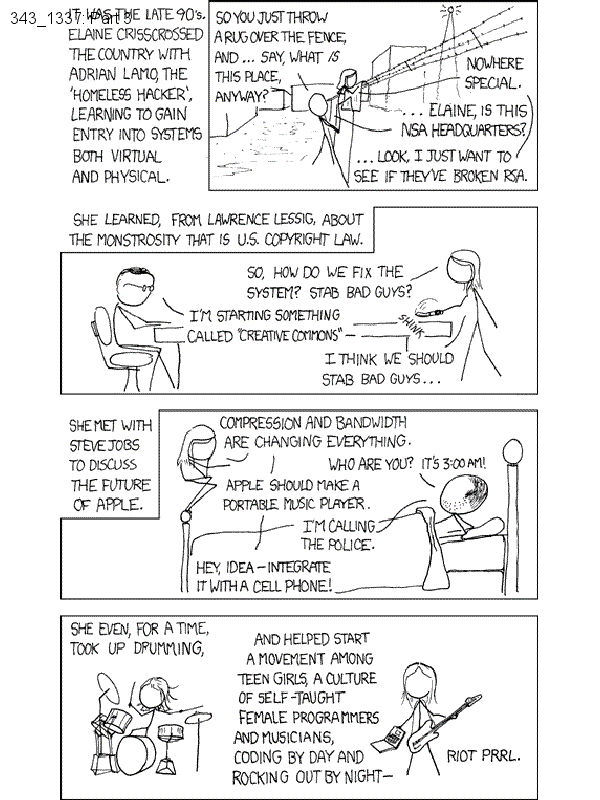 343_1337: Part 3
IT WAS THE LATE 90's.
ELAINE CRISSCROSSED
THE COUNTRY WITH
ADRIAN LAMO, THE
'HOMELESS HACKER',
LEARNING TO GAIN
ENTRY INTO SYSTEMS
BOTH VIRTUAL
AND PHYSICAL.
SO YOU JUST THROW
A RUG OVER THE FENCE,
AND ... SAY, WHAT IS
THIS PLACE,
ANYWAY?
NOWHERE
SPECIAL.
... ELAINE, IS THIS
NSA HEADQUARTERS?
... LOOK, I JUST WANT TO
SEE IF THEY'VE BROKEN RSA.
SHE LEARNED, FROM LAWRENCE LESSIG, ABOUT
THE MONSTROSITY THAT IS U.S. COPYRIGHT LAW.
SO, HOW DO WE FIX THE
SYSTEM? STAB BAD GUYS?
I'M STARTING SOMETHING
CALLED "CREATIVE COMMONS"—
SHINK
I THINK WE SHOULD
STAB BAD GUYS...
SHE MET WITH
STEVE JOBS
TO DISCUSS
THE FUTURE
OF APPLE.
COMPRESSION AND BANDWIDTH
ARE CHANGING EVERYTHING.
WHO ARE YOU? IT'S 3:00 AM!
APPLE SHOULD MAKE A
PORTABLE MUSIC PLAYER.
I'M CALLING
THE POLICE.
HEY, IDEA—INTEGRATE
IT WITH A CELL PHONE!
SHE EVEN, FOR A TIME,
TOOK UP DRUMMING,
AND HELPED START
A MOVEMENT AMONG
TEEN GIRLS, A CULTURE
OF SELF-TAUGHT
FEMALE PROGRAMMERS
AND MUSICIANS,
CODING BY DAY AND
ROCKING OUT BY NIGHT—
RIOT PRRL.